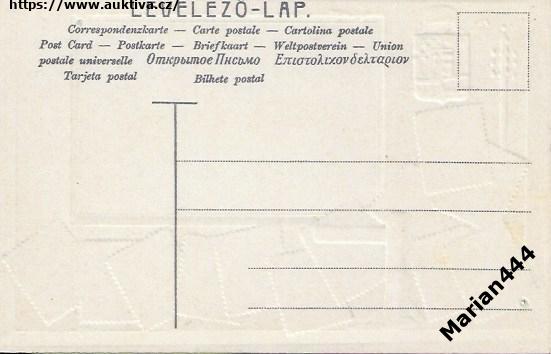 https://www.auktiva.cz/
LEVELEZŐ-LAP.
Correspondenzkarte — Carte postale — Cartolina postale
Post Card — Postkarte — Briefkaart — Weltpostverein — Union
postale universelle Открытое Письмо Επιστολικον δελταριον
Tarjeta postal Bilhete postal
Marian444